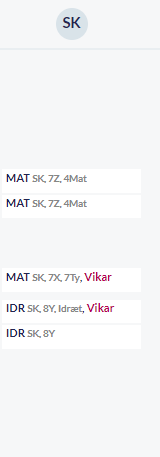 SK
MAT SK, 7Z, 4Mat
MAT SK, 7Z, 4Mat
MAT SK, 7X, 7Ty, Vikar
IDR SK, 8Y, Idræt, Vikar
IDR SK, 8Y